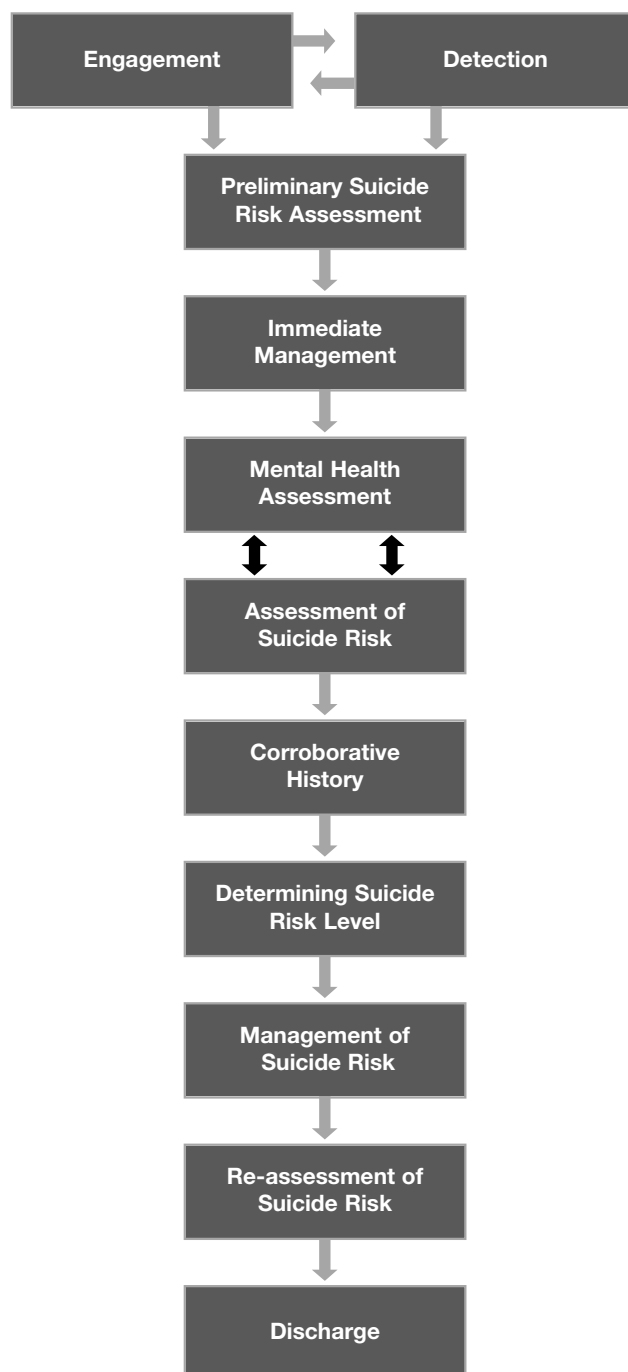 Engagement
Detection
Preliminary Suicide
Risk Assessment
Immediate
Management
Mental Health
Assessment
Assessment of
Suicide Risk
Corroborative
History
Determining Suicide
Risk Level
Management of
Suicide Risk
Re-assessment of
Suicide Risk
Discharge